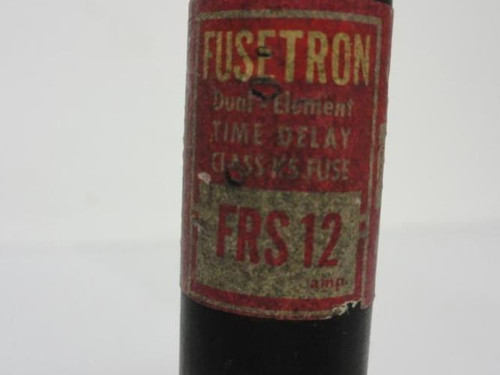 FUSETRON
Dual-Element
TIME DELAY
CLASS K5 FUSE
FRS 12
amp.